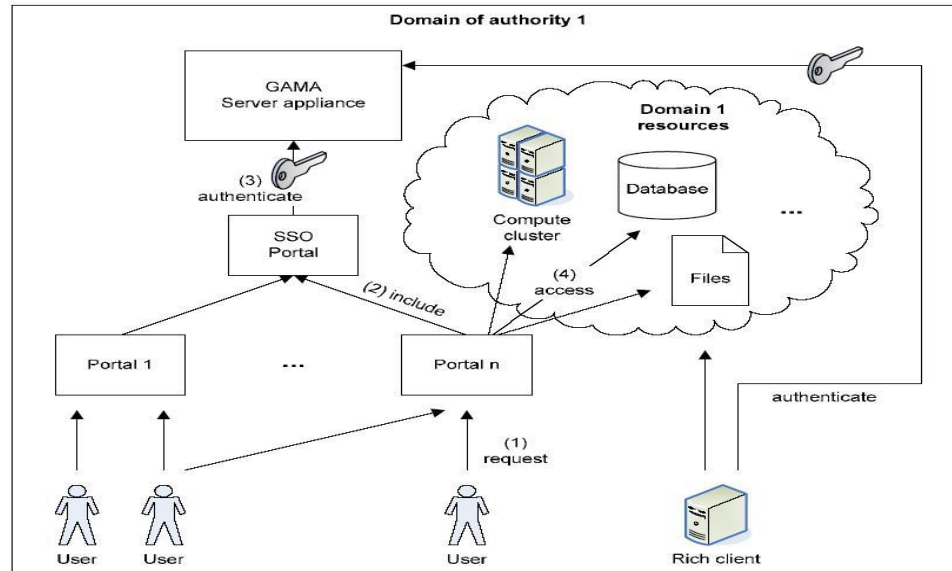 Domain of authority 1
GAMA
Server appliance
Domain 1
resources
Database
Compute
cluster
...
(3)
authenticate
SSO
Portal
(4)
access
Files
(2) include
Portal 1
...
Portal n
authenticate
(1)
request
User
User
User
Rich client